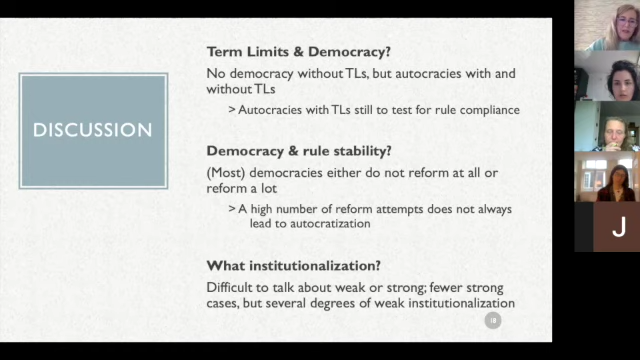 DISCUSSION
Term Limits & Democracy?
No democracy without TLs, but autocracies with and
without TLs
> Autocracies with TLs still to test for rule compliance
Democracy & rule stability?
(Most) democracies either do not reform at all or
reform a lot
> A high number of reform attempts does not always
lead to autocratization
What institutionalization?
Difficult to talk about weak or strong; fewer strong
cases, but several degrees of weak institutionalization
18
J